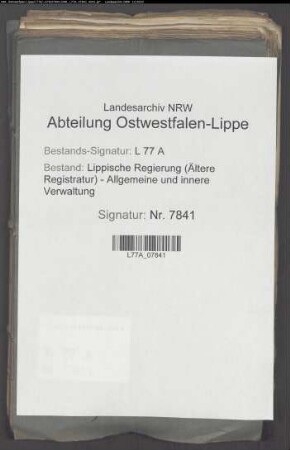 Landesarchiv NRW
Abteilung Ostwestfalen-Lippe
Bestands-Signatur: L 77 A
Bestand: Lippische Regierung (Ältere
Registratur) - Allgemeine und innere
Verwaltung
Signatur: Nr. 7841
L77A_07841